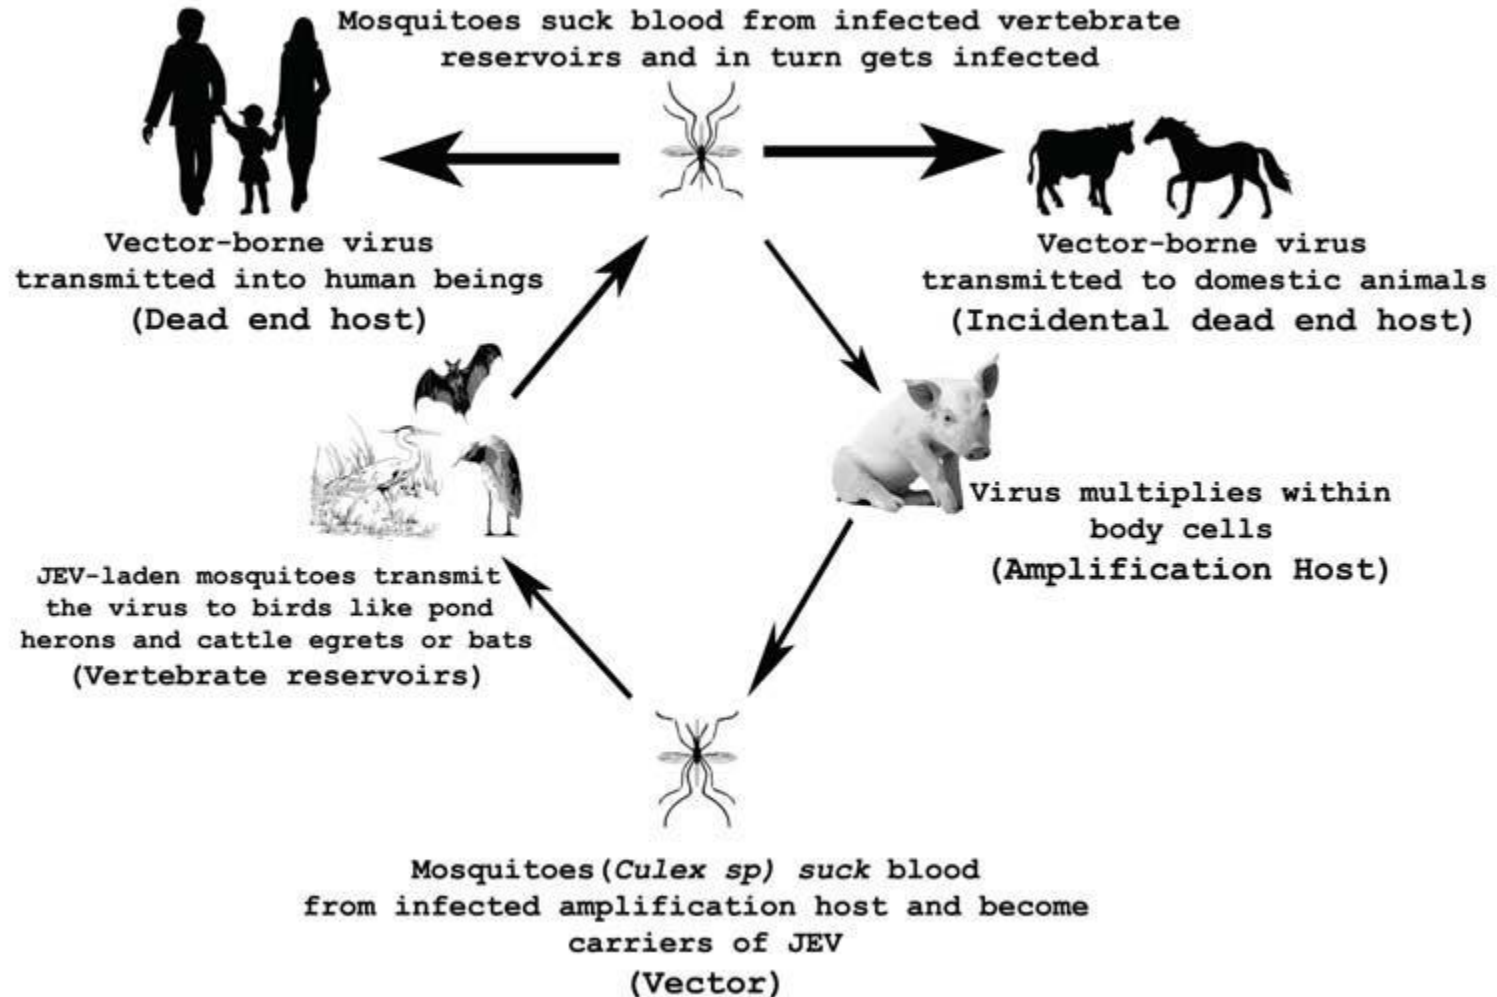 Mosquitoes suck blood from infected vertebrate
reservoirs and in turn gets infected
Vector-borne virus
transmitted into human beings
(Dead end host)
Vector-borne virus
transmitted to domestic animals
(Incidental dead end host)
Virus multiplies within
body cells
(Amplification Host)
JEV-laden mosquitoes transmit
the virus to birds like pond
herons and cattle egrets or bats
(Vertebrate reservoirs)
Mosquitoes(Culex sp) suck blood
from infected amplification host and become
carriers of JEV
(Vector)